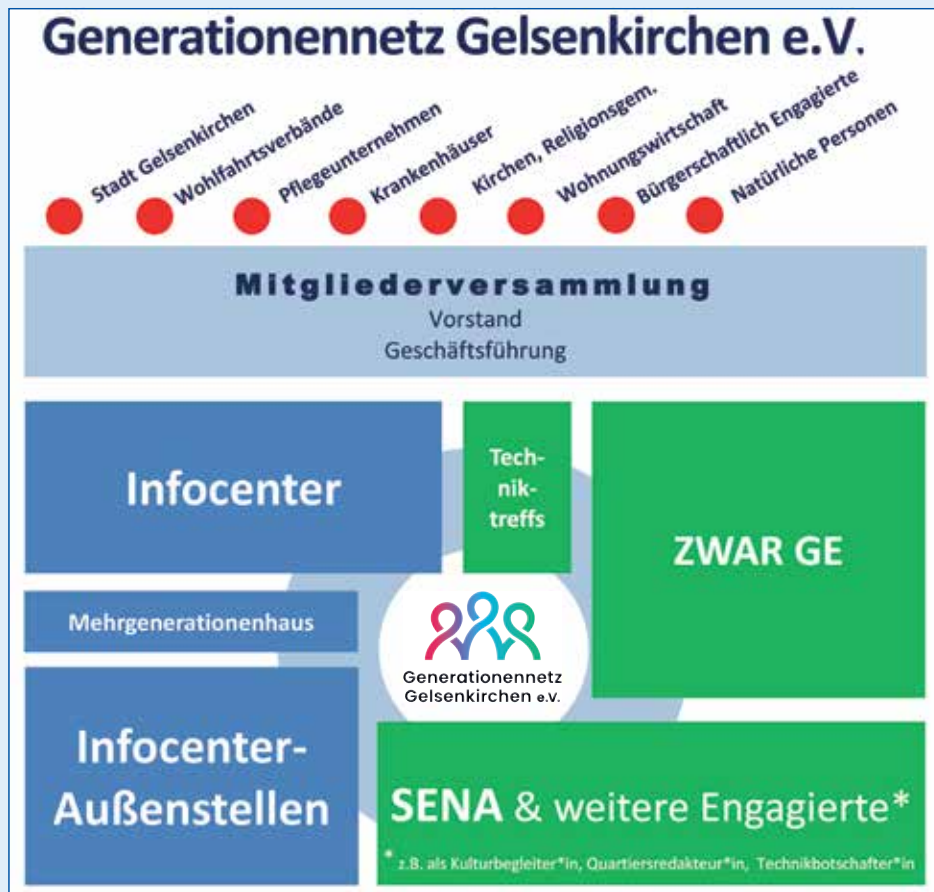 Generationennetz Gelsenkirchen e.V.
Stadt Gelsenkirchen
Wohlfahrtsverbände
Pflegeunternehmen
Krankenhäuser
Kirchen, Religionsgem.
Wohnungswirtschaft
Bürgerschaftlich Engagierte
Natürliche Personen
Mitgliederversammlung
Vorstand
Geschäftsführung
Infocenter
Tech-
nik-
treffs
ZWAR GE
Mehrgenerationenhaus
Generationennetz
Gelsenkirchen e.V.
Infocenter-
Außenstellen
SENA & weitere Engagierte*
* z.B. als Kulturbegleiter*in, Quartiersredakteur*in, Technikbotschafter*in